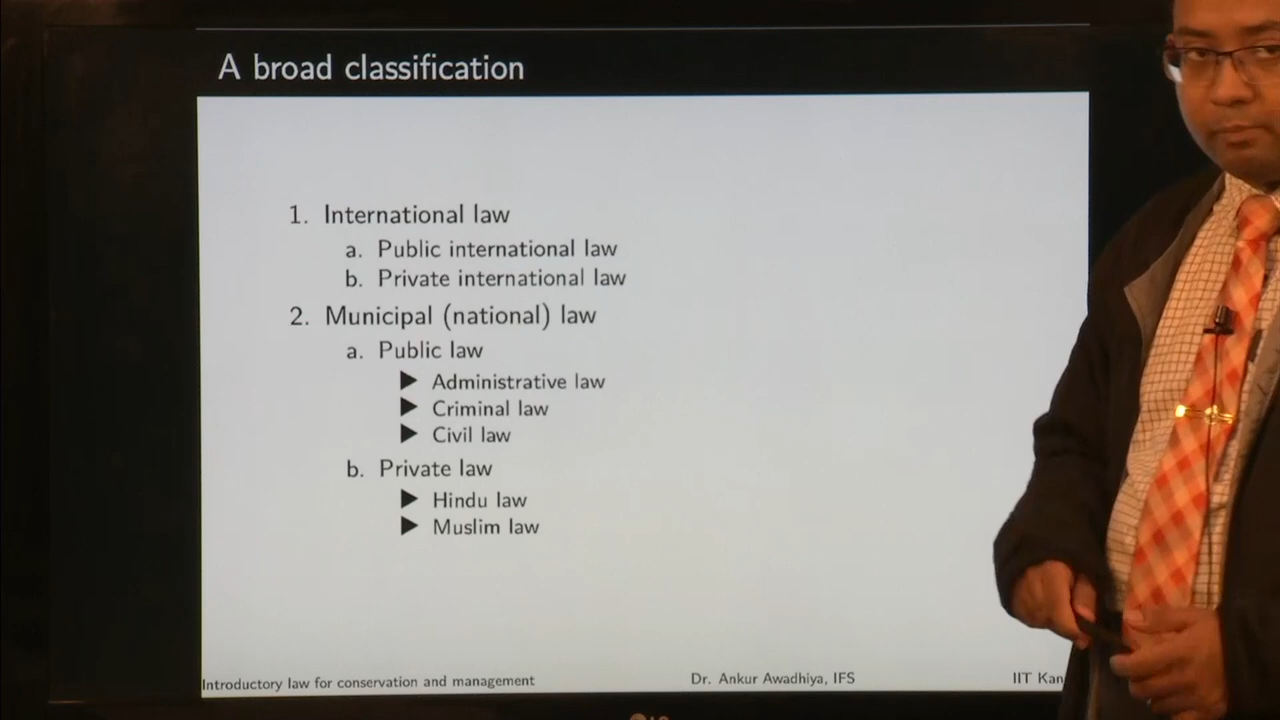 A broad classification
1. International law
a. Public international law
b. Private international law
2. Municipal (national) law
a. Public law
▶ Administrative law
▶ Criminal law
▶ Civil law
b. Private law
▶ Hindu law
▶ Muslim law
Introductory law for conservation and management Dr. Ankur Awadhiya, IFS IIT Kan